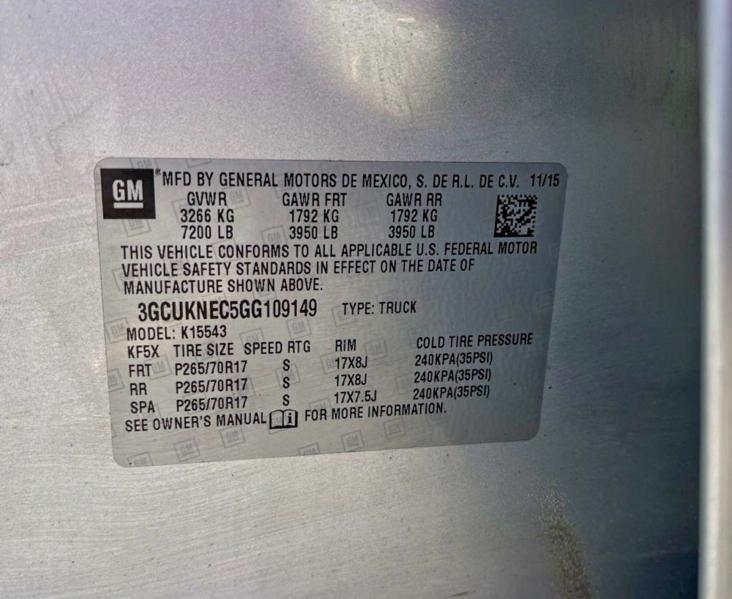 GM
*MFD BY GENERAL MOTORS DE MEXICO, S. DE R.L. DE C.V. 11/15
GVWR GAWR FRT GAWR RR
3266 KG 1792 KG 1792 KG
7200 LB 3950 LB 3950 LB
THIS VEHICLE CONFORMS TO ALL APPLICABLE U.S. FEDERAL MOTOR
VEHICLE SAFETY STANDARDS IN EFFECT ON THE DATE OF
MANUFACTURE SHOWN ABOVE.
3GCUKNEC5GG109149 TYPE: TRUCK
MODEL: K15543
KF5X TIRE SIZE SPEED RTG RIM COLD TIRE PRESSURE
FRT P265/70R17 S 17X8J 240KPA(35PSI)
RR P265/70R17 S 17X8J 240KPA(35PSI)
SPA P265/70R17 S 17X7.5J 240KPA(35PSI)
SEE OWNER'S MANUAL FOR MORE INFORMATION.